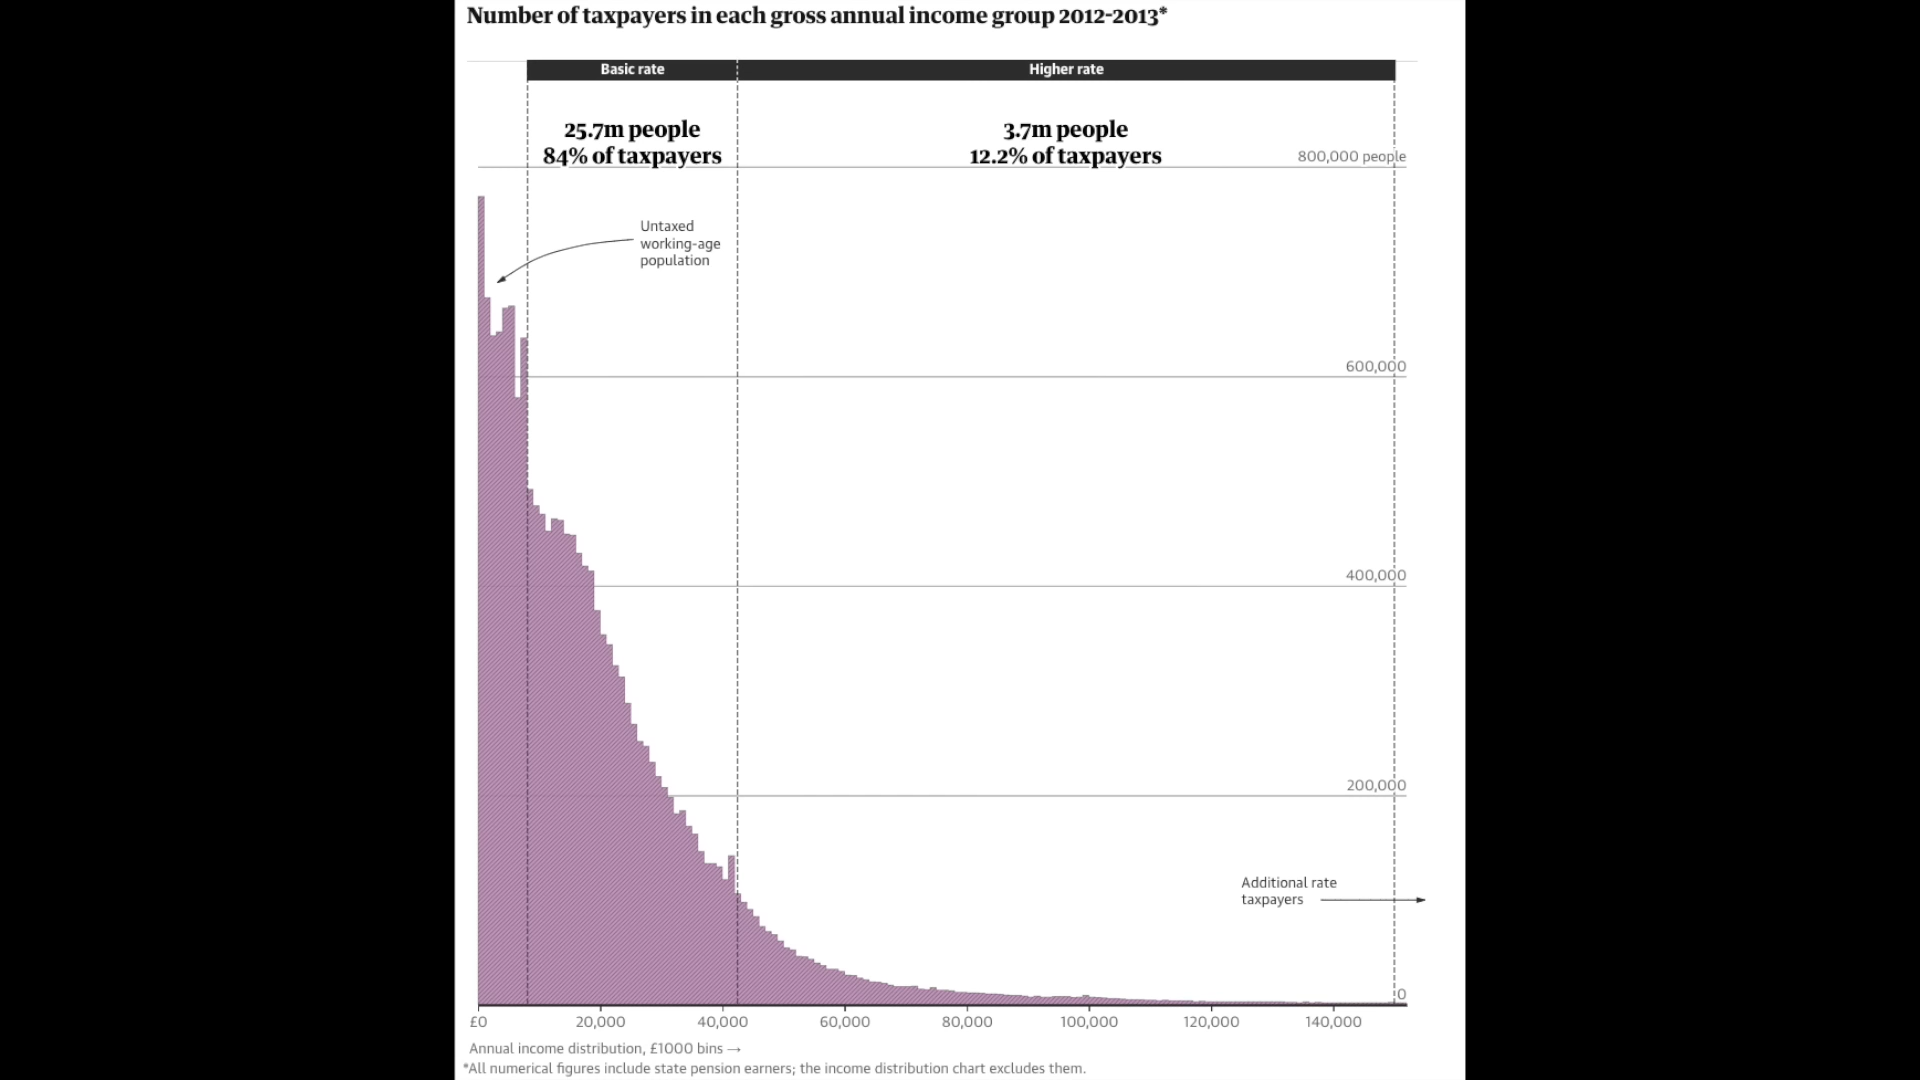 Number of taxpayers in each gross annual income group 2012-2013*
Basic rate
Higher rate
25.7m people
84% of taxpayers
3.7m people
12.2% of taxpayers
800,000 people
Untaxed
working-age
population
600,000
400,000
200,000
Additional rate
taxpayers
0
£0
20,000
40,000
60,000
80,000
100,000
120,000
140,000
Annual income distribution, £1000 bins →
*All numerical figures include state pension earners; the income distribution chart excludes them.